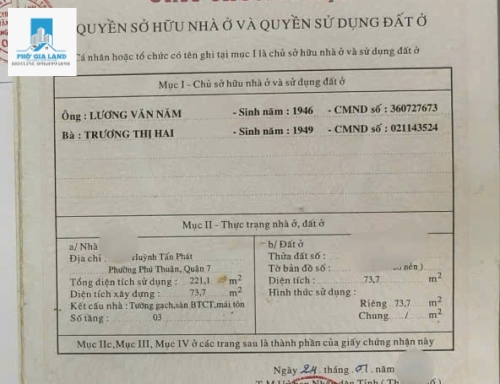 QUYỀN SỞ HỮU NHÀ Ở VÀ QUYỀN SỬ DỤNG ĐẤT Ở
PHÚ GIA LAND
Cá nhân hoặc tổ chức có tên ghi tại mục I là chủ sở hữu nhà ở và sử dụng đất ở
Mục I - Chủ sở hữu nhà ở và sử dụng đất ở
Ông : LƯƠNG VĂN NĂM - Sinh năm : 1946 - CMND số : 360727673
Bà : TRƯƠNG THỊ HAI - Sinh năm : 1949 - CMND số : 021143524
Mục II - Thực trạng nhà ở, đất ở
a/ Nhà
Địa chỉ : Huỳnh Tấn Phát
Phường Phú Thuận, Quận 7
Tổng diện tích sử dụng : 221,1 m2
Diện tích xây dựng : 73,7 m2
Kết cấu nhà : Tường gạch,sàn BTCT,mái tôn
Số tầng : 03
b/ Đất ở
Thửa đất số :
Tờ bản đồ số : nền )
Diện tích : 73,7 m2
Hình thức sử dụng :
Riêng 73,7 m2
Chung / m2
Mục IIc,Mục III, Mục IV ở các trang sau là thành phần của giấy chứng nhận này
Ngày 24 tháng 01 năm
T.M Ủy ban Nhân dân Tỉnh